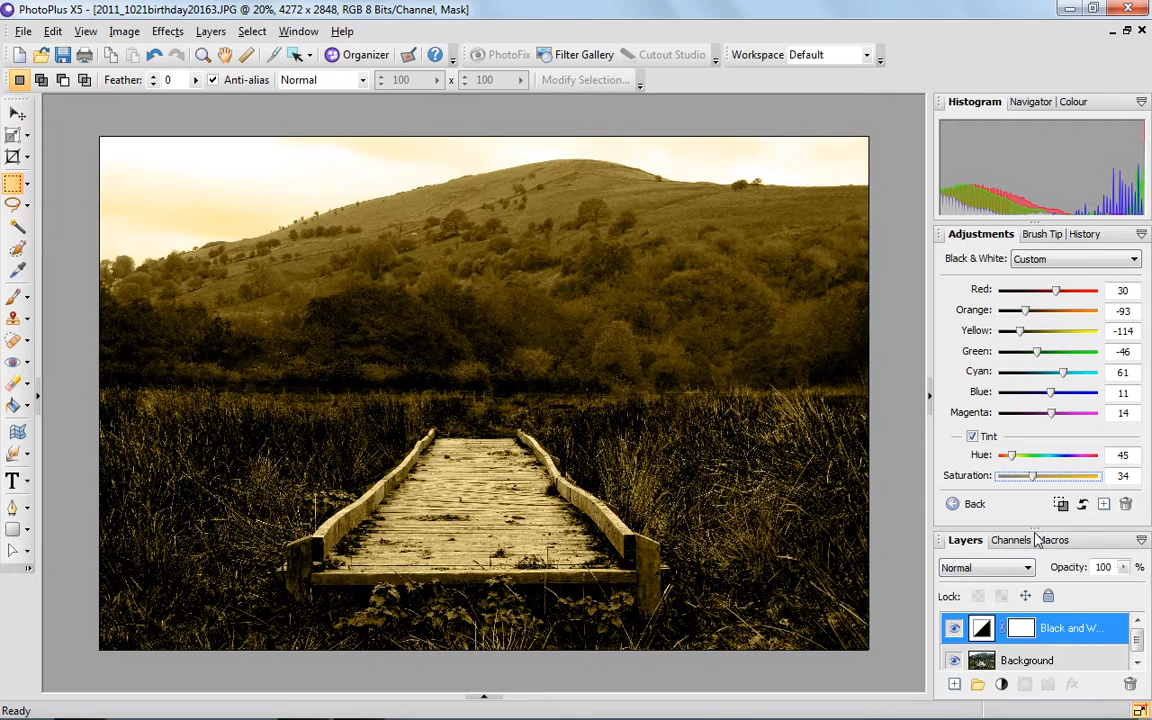 PhotoPlus X5 - [2011_1021birthday20163.JPG @ 20%, 4272 x 2848, RGB 8 Bits/Channel, Mask]
File Edit View Image Effects Layers Select Window Help
Organizer PhotoFix Filter Gallery Cutout Studio Workspace Default
Feather: 0 Anti-alias Normal 100 x 100 Modify Selection...
Histogram Navigator Colour
Adjustments Brush Tip History
Black & White: Custom
Red: 30
Orange: -93
Yellow: -114
Green: -46
Cyan: 61
Blue: 11
Magenta: 14
Tint
Hue: 45
Saturation: 34
Back
Layers Channels Macros
Normal Opacity: 100 %
Lock:
Black and W...
Background
Ready